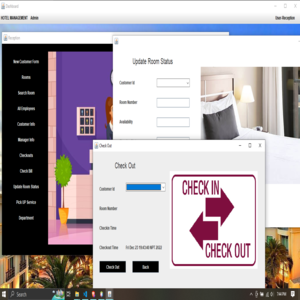 Dashboard
HOTEL MANAGEMENT Admin
User: Reception
Reception
New Customer Form
Rooms
Search Room
All Employees
Customer Info
Manager Info
Checkouts
Check Bill
Update Room Status
Pick UP Service
Department
Update Room Status
Customer Id
Room Number
Availability
Check Out
Check Out
Customer Id
Room Number
Checkin Time
Checkout Time Fri Dec 23 19:43:46 NPT 2022
Check Out
Back
CHECK IN
CHECK OUT